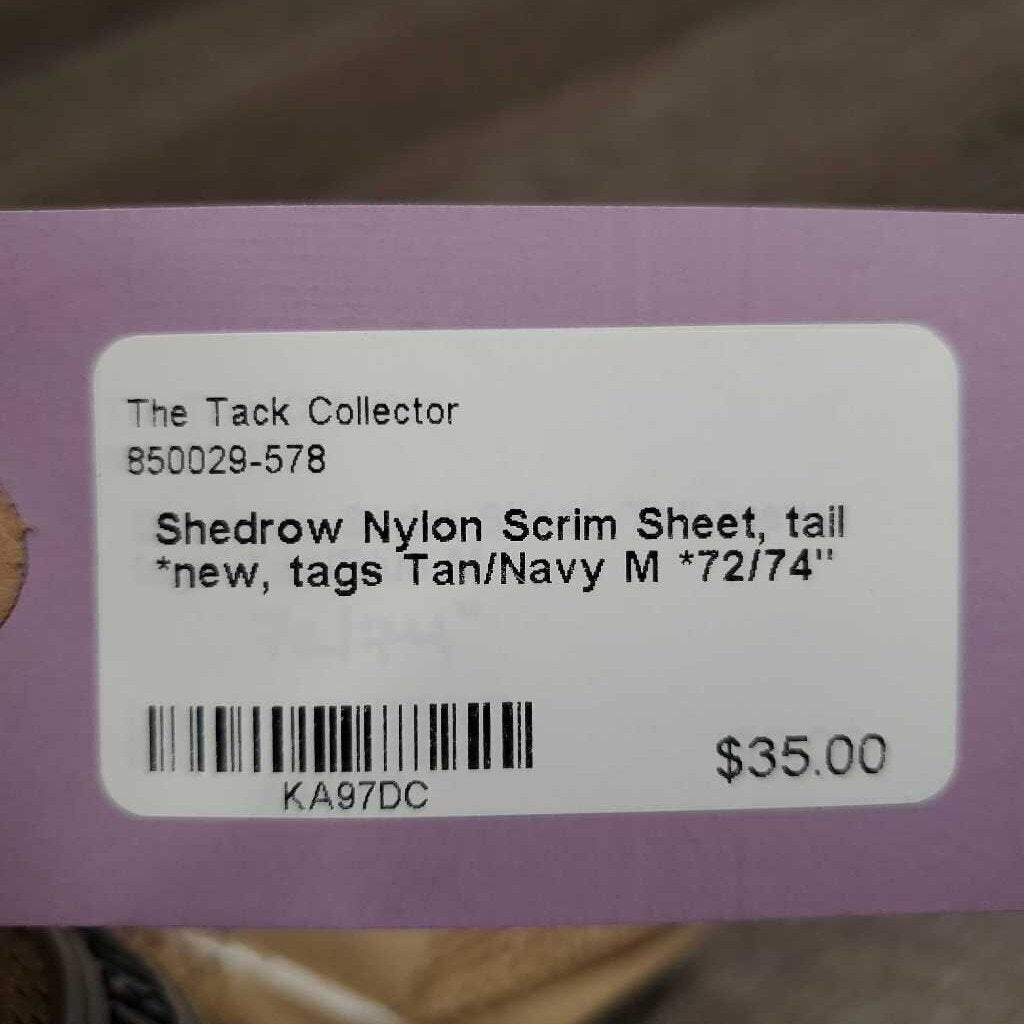 The Tack Collector
850029-578
Shedrow Nylon Scrim Sheet, tail
*new, tags Tan/Navy M *72/74"
KA97DC
$35.00